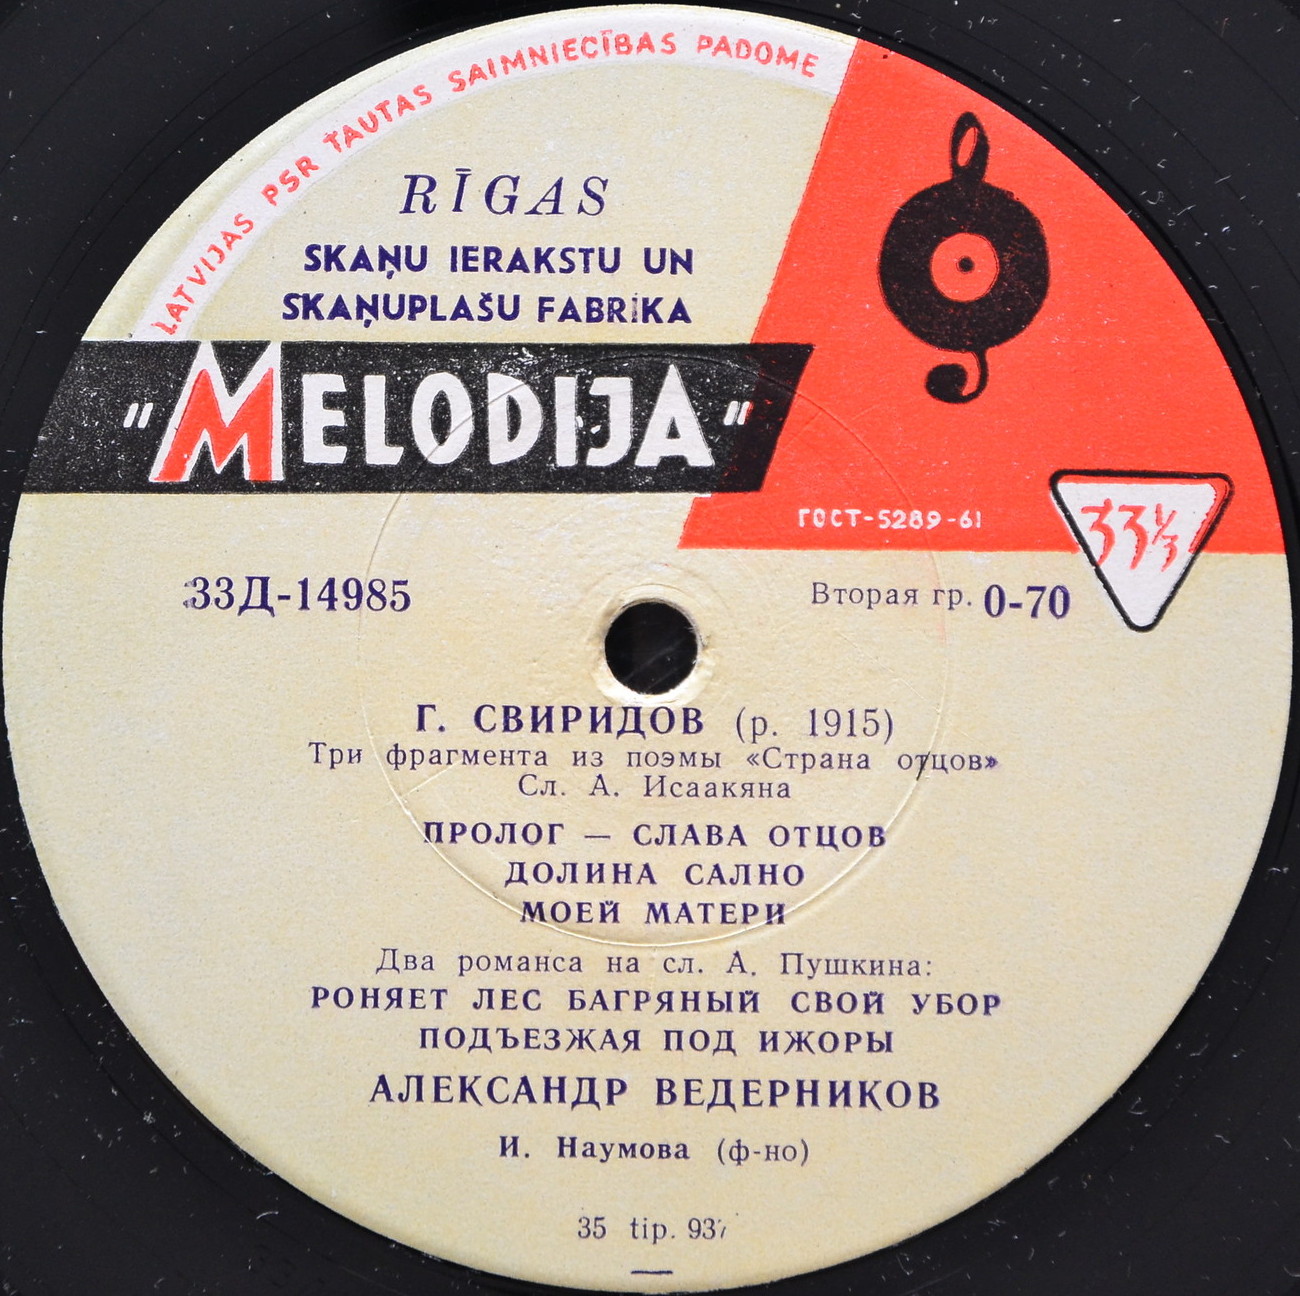 LATVIJAS PSR TAUTAS SAIMNIECĪBAS PADOME
RĪGAS
SKAŅU IERAKSTU UN
SKAŅUPLAŠU FABRIKA
"MELODIJA"
ГОСТ-5289-61
33⅓
33Д-14985
Вторая гр. 0-70
Г. СВИРИДОВ (р. 1915)
Три фрагмента из поэмы «Страна отцов»
Сл. А. Исаакяна
ПРОЛОГ — СЛАВА ОТЦОВ
ДОЛИНА САЛНО
МОЕЙ МАТЕРИ
Два романса на сл. А. Пушкина:
РОНЯЕТ ЛЕС БАГРЯНЫЙ СВОЙ УБОР
ПОДЪЕЗЖАЯ ПОД ИЖОРЫ
АЛЕКСАНДР ВЕДЕРНИКОВ
И. Наумова (ф-но)
35 tip. 937